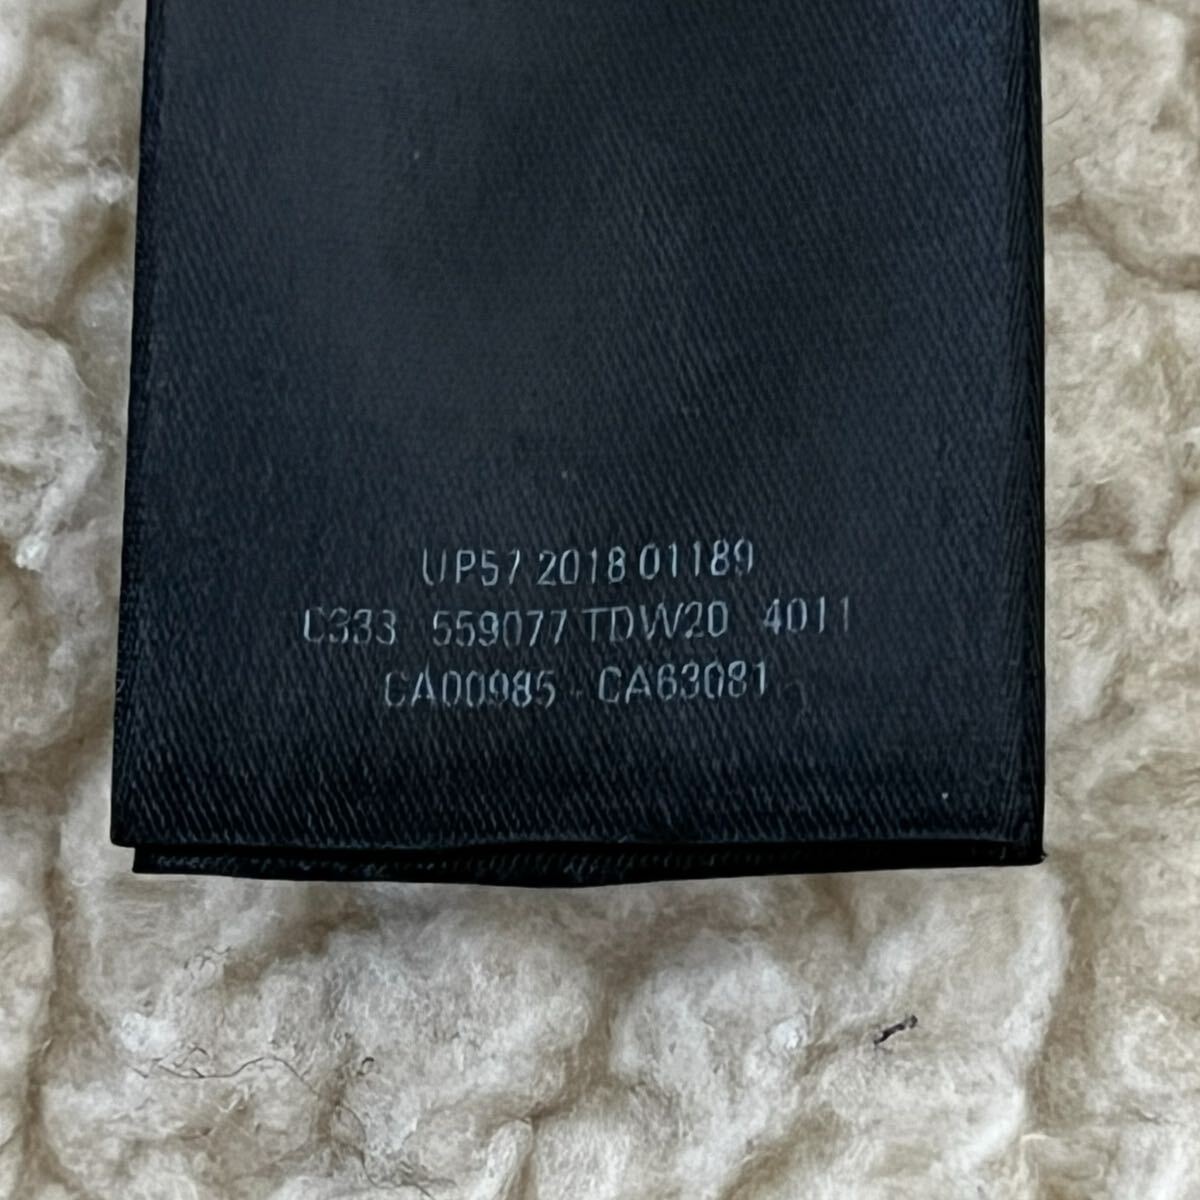 UP57 2018 01189
C333 559077 TDW20 4011
CA00985 - CA63081